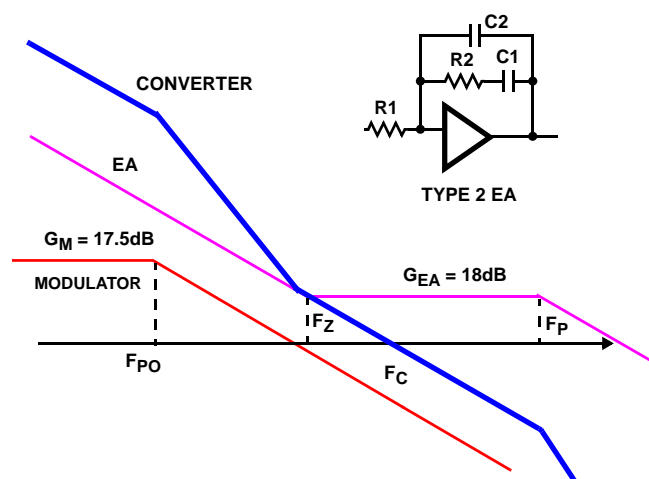 C2
R2
C1
R1
TYPE 2 EA
CONVERTER
EA
GM = 17.5dB
MODULATOR
GEA = 18dB
FZ
FP
FPO
FC